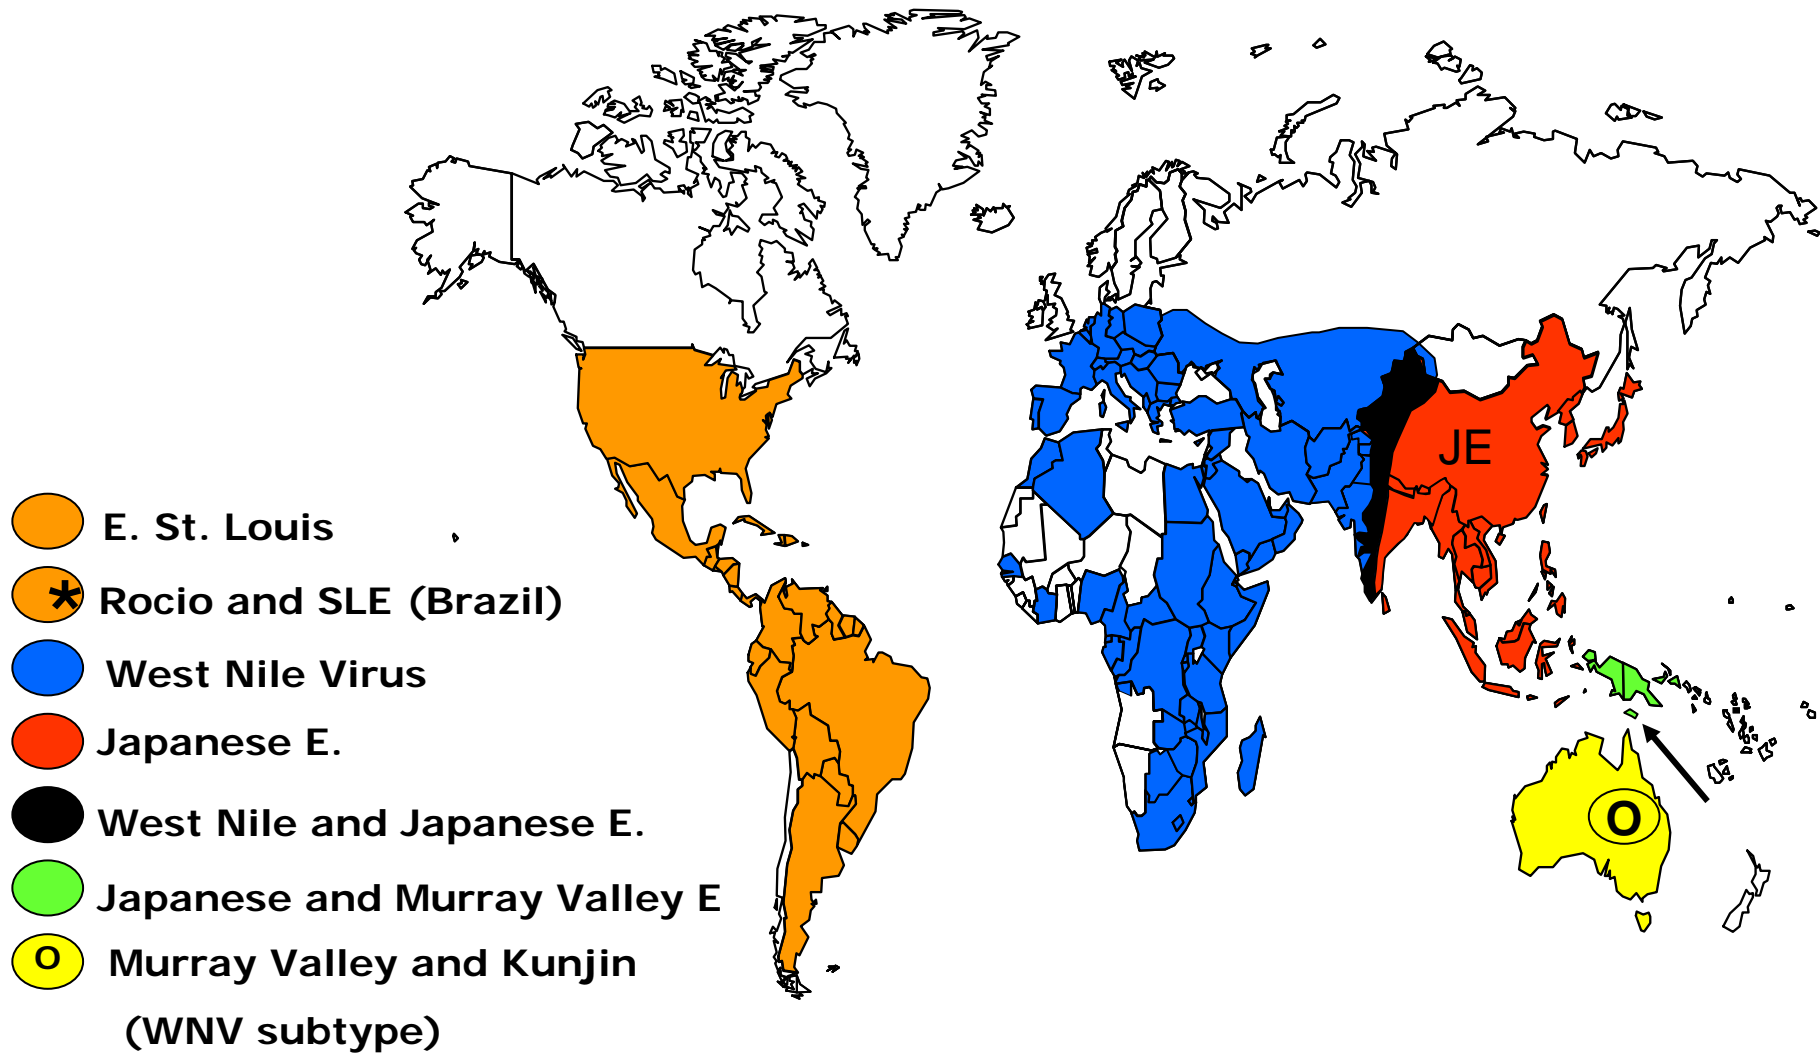 E. St. Louis
* Rocio and SLE (Brazil)
West Nile Virus
Japanese E.
West Nile and Japanese E.
Japanese and Murray Valley E
O Murray Valley and Kunjin
(WNV subtype)
JE
O